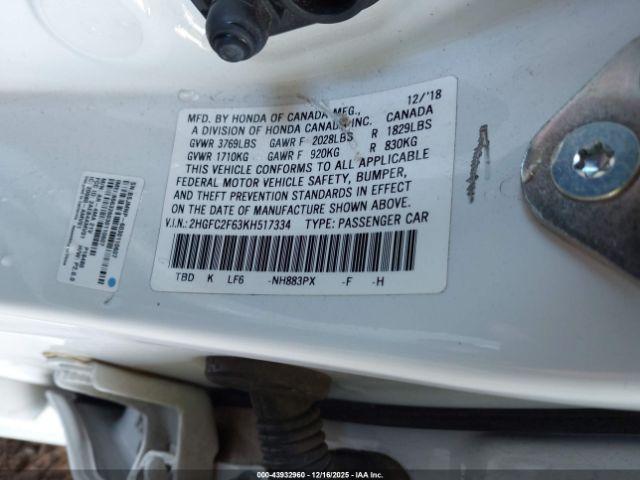 MFD. BY HONDA OF CANADA MFG., 12/'18
A DIVISION OF HONDA CANADA INC. CANADA
GVWR 3769LBS GAWR F 2028LBS R 1829LBS
GVWR 1710KG GAWR F 920KG R 830KG
THIS VEHICLE CONFORMS TO ALL APPLICABLE
FEDERAL MOTOR VEHICLE SAFETY, BUMPER,
AND THEFT PREVENTION STANDARDS IN EFFECT
ON THE DATE OF MANUFACTURE SHOWN ABOVE.
V.I.N.: 2HGFC2F63KH517334 TYPE: PASSENGER CAR
TBD K LF6 -NH883PX -F -H
000-43932960 - 12/16/2025 - IAA, Inc.